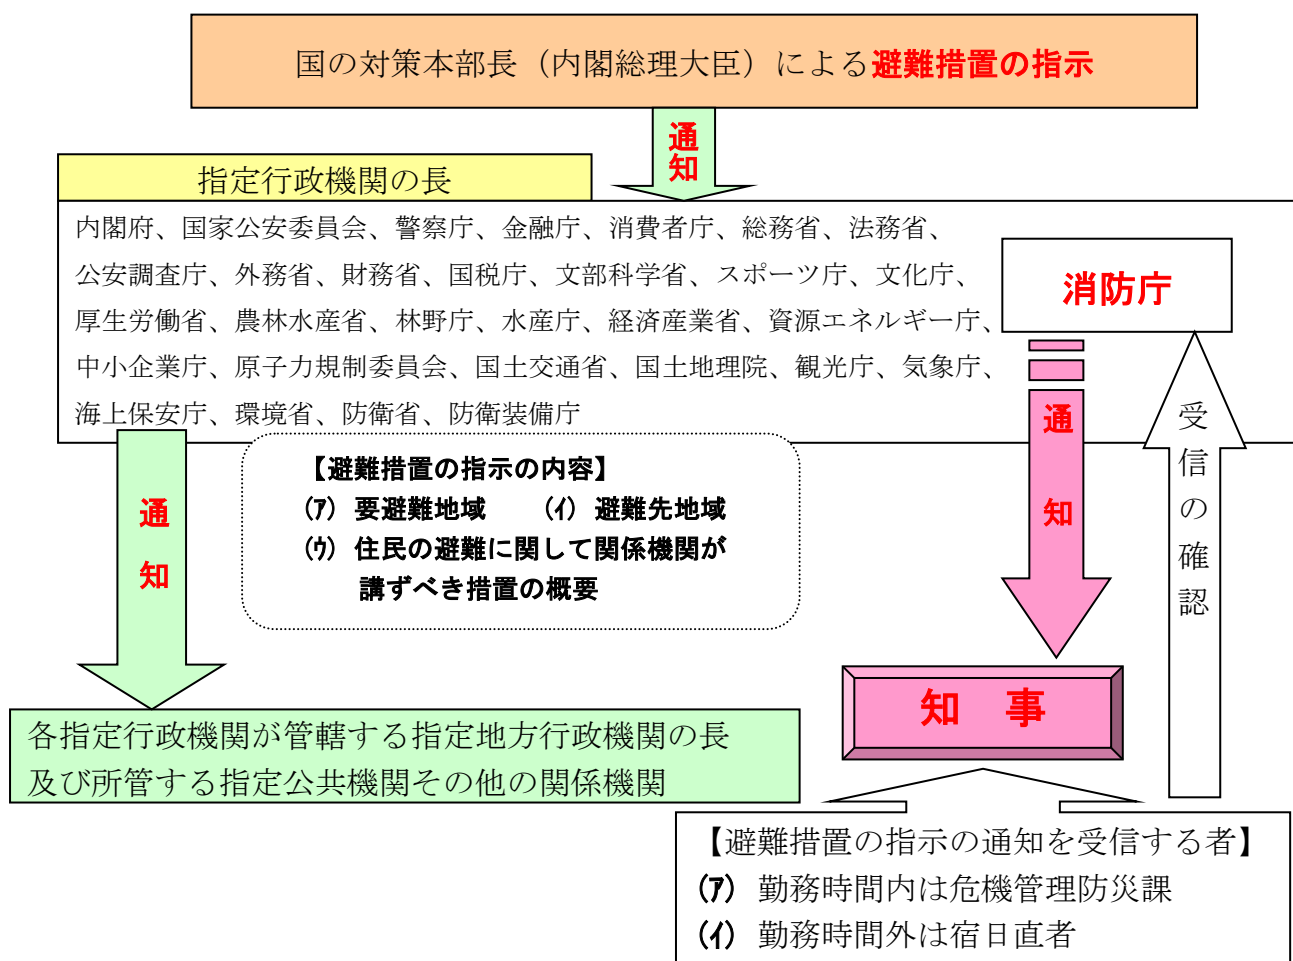 国の対策本部長（内閣総理大臣）による避難措置の指示
通知
指定行政機関の長
内閣府、国家公安委員会、警察庁、金融庁、消費者庁、総務省、法務省、
公安調査庁、外務省、財務省、国税庁、文部科学省、スポーツ庁、文化庁、
厚生労働省、農林水産省、林野庁、水産庁、経済産業省、資源エネルギー庁、
中小企業庁、原子力規制委員会、国土交通省、国土地理院、観光庁、気象庁、
海上保安庁、環境省、防衛省、防衛装備庁
消防庁
通知
受信の確認
通知
【避難措置の指示の内容】
(ｱ) 要避難地域　　(ｲ) 避難先地域
(ｳ) 住民の避難に関して関係機関が
講ずべき措置の概要
知　事
各指定行政機関が管轄する指定地方行政機関の長
及び所管する指定公共機関その他の関係機関
【避難措置の指示の通知を受信する者】
(ｱ) 勤務時間内は危機管理防災課
(ｲ) 勤務時間外は宿日直者